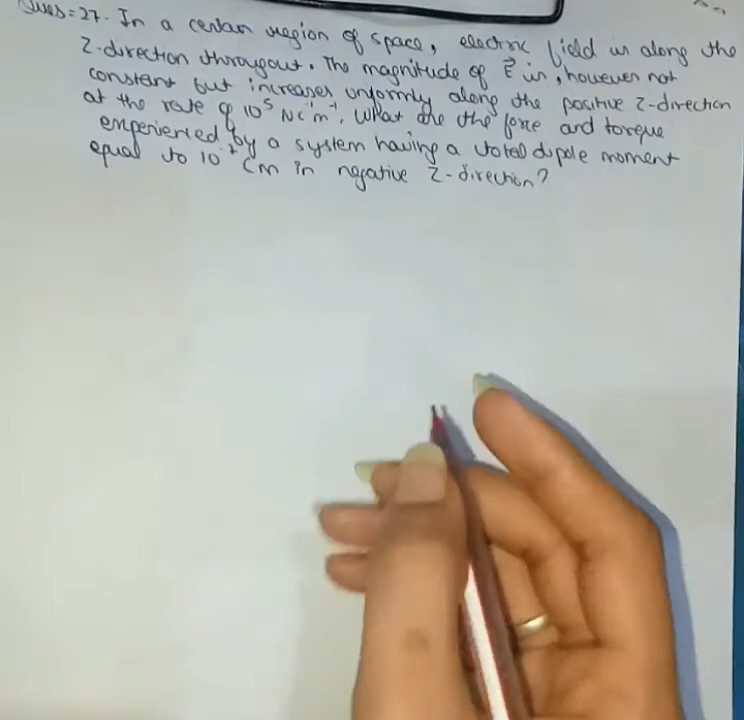 Ques=27. In a certain region of space, electric field is along the
Z-direction througout. The magnitude of E⃗ is, however not
constant but increases uniformly along the positive Z-direction
at the rate of 10⁵ NC⁻¹m⁻¹. What are the force and torque
experienced by a system having a total dipole moment
equal to 10⁻⁷ Cm in negative Z-direction?